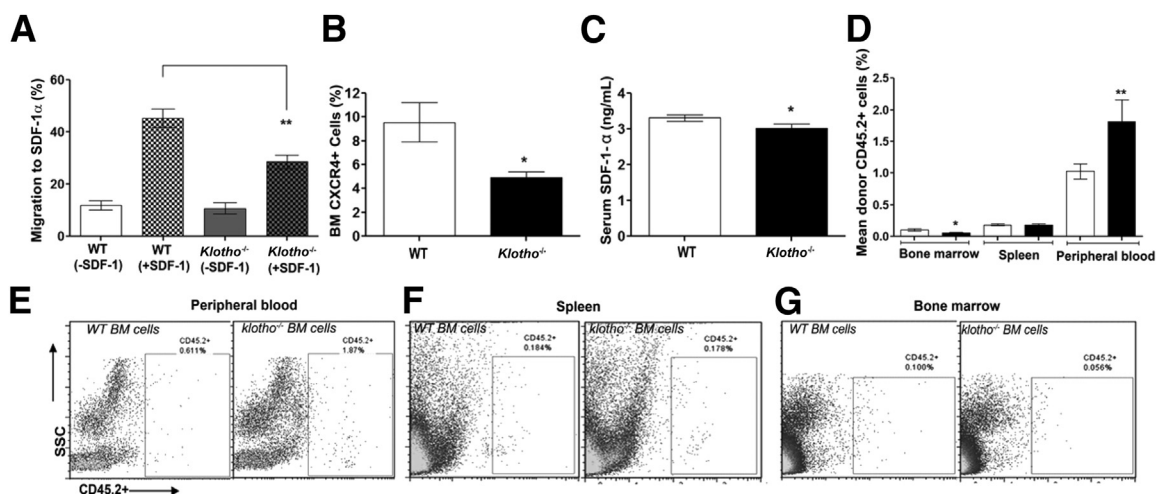 A
Migration to SDF-1α (%)
60
40
20
0
WT
(-SDF-1)
WT
(+SDF-1)
Klotho-/-
(-SDF-1)
Klotho-/-
(+SDF-1)
**
B
BM CXCR4+ Cells (%)
12
10
8
6
4
2
0
*
WT
Klotho-/-
C
Serum SDF-1- α (ng/mL)
4
3
2
1
0
*
WT
Klotho-/-
D
Mean donor CD45.2+ cells (%)
2.5
2.0
1.5
1.0
0.5
0.0
*
**
Bone marrow
Spleen
Peripheral blood
E
Peripheral blood
WT BM cells
CD45.2+
0.611%
klotho-/- BM cells
CD45.2+
1.87%
SSC
CD45.2+
F
Spleen
WT BM cells
CD45.2+
0.184%
klotho-/- BM cells
CD45.2+
0.178%
G
Bone marrow
WT BM cells
CD45.2+
0.100%
klotho-/- BM cells
CD45.2+
0.056%